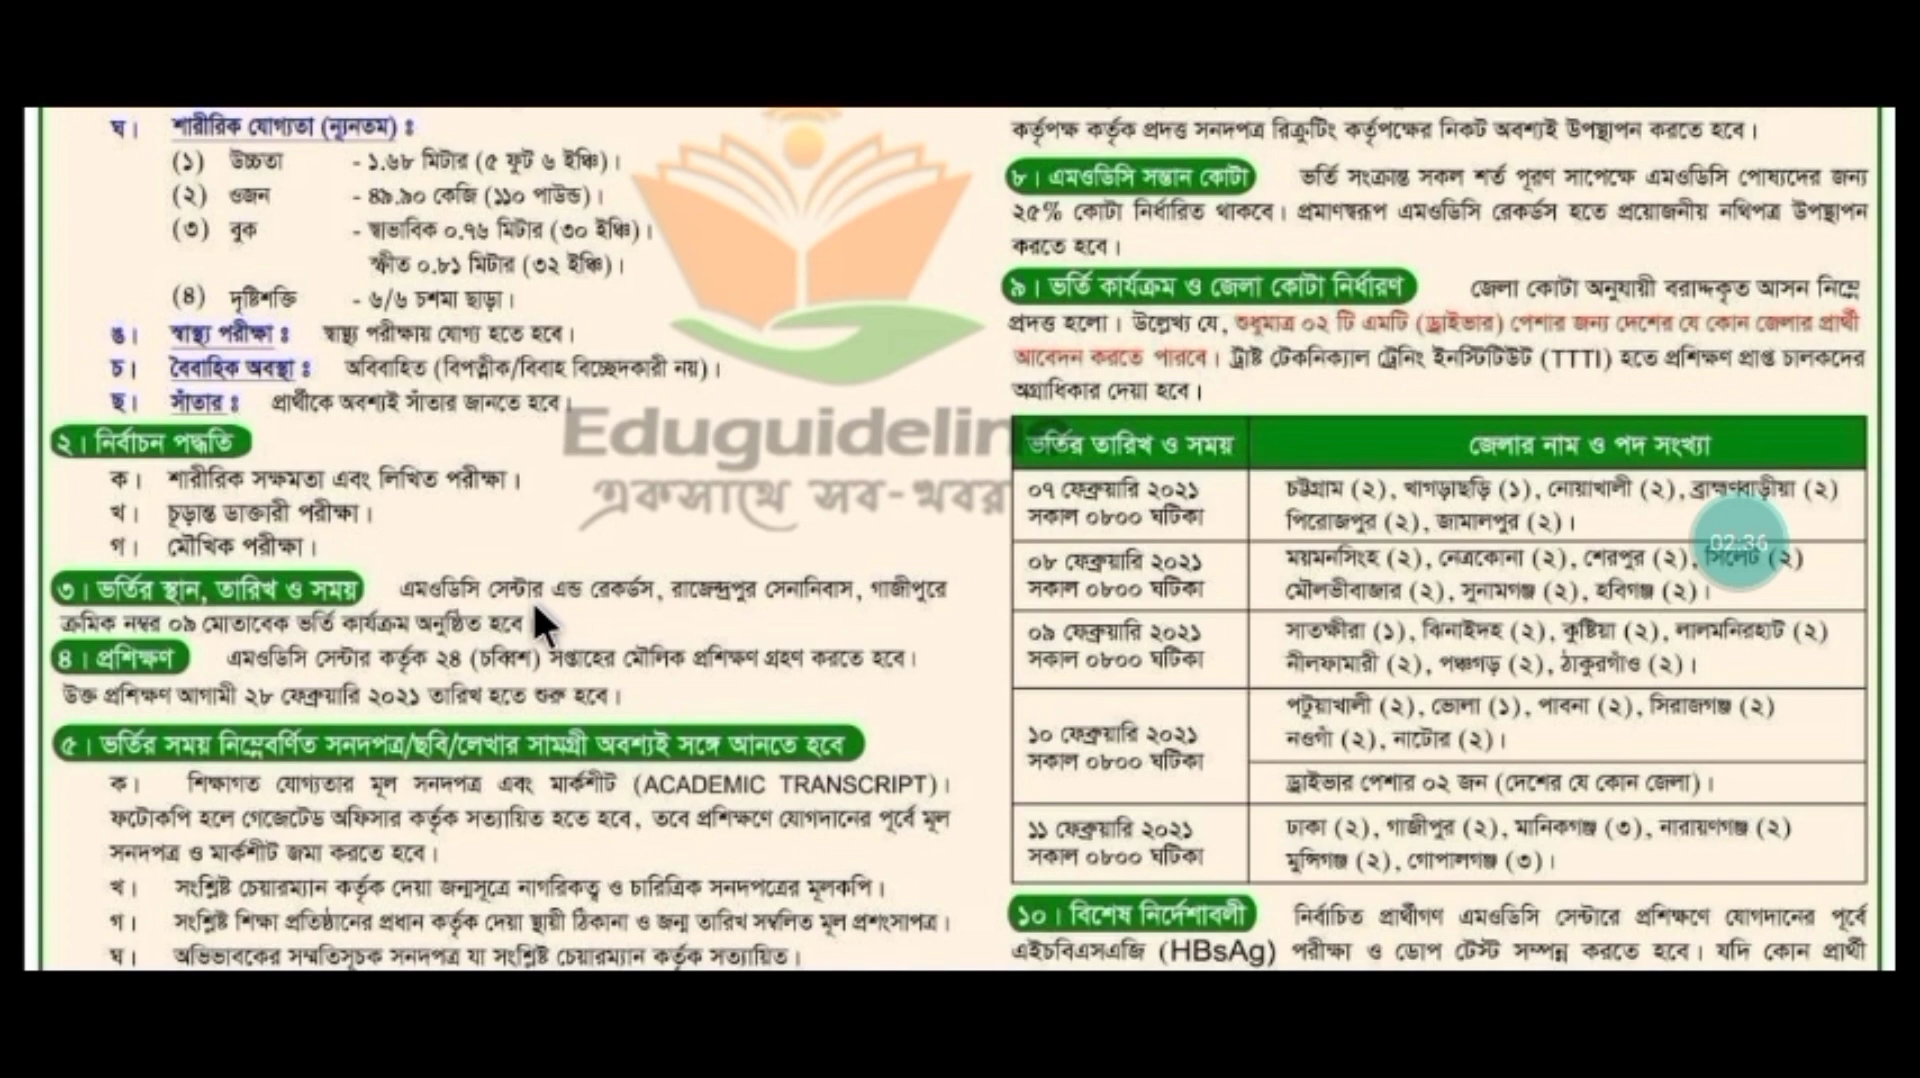 ঘ। শারীরিক যোগ্যতা (ন্যূনতম) ঃ
(১) উচ্চতা - ১.৬৮ মিটার (৫ ফুট ৬ ইঞ্চি)।
(২) ওজন - ৪৯.৯০ কেজি (১১০ পাউন্ড)।
(৩) বুক - স্বাভাবিক ০.৭৬ মিটার (৩০ ইঞ্চি)।
স্ফীত ০.৮১ মিটার (৩২ ইঞ্চি)।
(৪) দৃষ্টিশক্তি - ৬/৬ চশমা ছাড়া।
ঙ। স্বাস্থ্য পরীক্ষা ঃ স্বাস্থ্য পরীক্ষায় যোগ্য হতে হবে।
চ। বৈবাহিক অবস্থা ঃ অবিবাহিত (বিপত্নীক/বিবাহ বিচ্ছেদকারী নয়)।
ছ। সাঁতার ঃ প্রার্থীকে অবশ্যই সাঁতার জানতে হবে।
২। নির্বাচন পদ্ধতি
ক। শারীরিক সক্ষমতা এবং লিখিত পরীক্ষা।
খ। চূড়ান্ত ডাক্তারী পরীক্ষা।
গ। মৌখিক পরীক্ষা।
৩। ভর্তির স্থান, তারিখ ও সময় এমওডিসি সেন্টার এন্ড রেকর্ডস, রাজেন্দ্রপুর সেনানিবাস, গাজীপুরে
ক্রমিক নম্বর ০৯ মোতাবেক ভর্তি কার্যক্রম অনুষ্ঠিত হবে
৪। প্রশিক্ষণ এমওডিসি সেন্টার কর্তৃক ২৪ (চব্বিশ) সপ্তাহের মৌলিক প্রশিক্ষণ গ্রহণ করতে হবে।
উক্ত প্রশিক্ষণ আগামী ২৮ ফেব্রুয়ারি ২০২১ তারিখ হতে শুরু হবে।
৫। ভর্তির সময় নিম্নেবর্ণিত সনদপত্র/ছবি/লেখার সামগ্রী অবশ্যই সঙ্গে আনতে হবে
ক। শিক্ষাগত যোগ্যতার মূল সনদপত্র এবং মার্কশীট (ACADEMIC TRANSCRIPT)।
ফটোকপি হলে গেজেটেড অফিসার কর্তৃক সত্যায়িত হতে হবে, তবে প্রশিক্ষণে যোগদানের পূর্বে মূল
সনদপত্র ও মার্কশীট জমা করতে হবে।
খ। সংশ্লিষ্ট চেয়ারম্যান কর্তৃক দেয়া জন্মসূত্রে নাগরিকত্ব ও চারিত্রিক সনদপত্রের মূলকপি।
গ। সংশ্লিষ্ট শিক্ষা প্রতিষ্ঠানের প্রধান কর্তৃক দেয়া স্থায়ী ঠিকানা ও জন্ম তারিখ সম্বলিত মূল প্রশংসাপত্র।
ঘ। অভিভাবকের সম্মতিসূচক সনদপত্র যা সংশ্লিষ্ট চেয়ারম্যান কর্তৃক সত্যায়িত।
Eduguideline
একসাথে সব-খবর
কর্তৃপক্ষ কর্তৃক প্রদত্ত সনদপত্র রিক্রুটিং কর্তৃপক্ষের নিকট অবশ্যই উপস্থাপন করতে হবে।
৮। এমওডিসি সন্তান কোটা ভর্তি সংক্রান্ত সকল শর্ত পূরণ সাপেক্ষে এমওডিসি পোষ্যদের জন্য
২৫% কোটা নির্ধারিত থাকবে। প্রমাণস্বরূপ এমওডিসি রেকর্ডস হতে প্রয়োজনীয় নথিপত্র উপস্থাপন
করতে হবে।
৯। ভর্তি কার্যক্রম ও জেলা কোটা নির্ধারণ জেলা কোটা অনুযায়ী বরাদ্দকৃত আসন নিম্নে
প্রদত্ত হলো। উল্লেখ্য যে, শুধুমাত্র ০২ টি এমটি (ড্রাইভার) পেশার জন্য দেশের যে কোন জেলার প্রার্থী
আবেদন করতে পারবে। ট্রাস্ট টেকনিক্যাল ট্রেনিং ইনস্টিটিউট (TTTI) হতে প্রশিক্ষণ প্রাপ্ত চালকদের
অগ্রাধিকার দেয়া হবে।
ভর্তির তারিখ ও সময় জেলার নাম ও পদ সংখ্যা
০৭ ফেব্রুয়ারি ২০২১ চট্টগ্রাম (২), খাগড়াছড়ি (১), নোয়াখালী (২), ব্রাহ্মণবাড়ীয়া (২)
সকাল ০৮০০ ঘটিকা পিরোজপুর (২), জামালপুর (২)।
02:36
০৮ ফেব্রুয়ারি ২০২১ ময়মনসিংহ (২), নেত্রকোনা (২), শেরপুর (২), সিলেট (২)
সকাল ০৮০০ ঘটিকা মৌলভীবাজার (২), সুনামগঞ্জ (২), হবিগঞ্জ (২)।
০৯ ফেব্রুয়ারি ২০২১ সাতক্ষীরা (১), ঝিনাইদহ (২), কুষ্টিয়া (২), লালমনিরহাট (২)
সকাল ০৮০০ ঘটিকা নীলফামারী (২), পঞ্চগড় (২), ঠাকুরগাঁও (২)।
১০ ফেব্রুয়ারি ২০২১ পটুয়াখালী (২), ভোলা (১), পাবনা (২), সিরাজগঞ্জ (২)
সকাল ০৮০০ ঘটিকা নওগাঁ (২), নাটোর (২)।
ড্রাইভার পেশার ০২ জন (দেশের যে কোন জেলা)।
১১ ফেব্রুয়ারি ২০২১ ঢাকা (২), গাজীপুর (২), মানিকগঞ্জ (৩), নারায়ণগঞ্জ (২)
সকাল ০৮০০ ঘটিকা মুন্সিগঞ্জ (২), গোপালগঞ্জ (৩)।
১০। বিশেষ নির্দেশাবলী নির্বাচিত প্রার্থীগণ এমওডিসি সেন্টারে প্রশিক্ষণে যোগদানের পূর্বে
এইচবিএসএজি (HBsAg) পরীক্ষা ও ডোপ টেস্ট সম্পন্ন করতে হবে। যদি কোন প্রার্থী